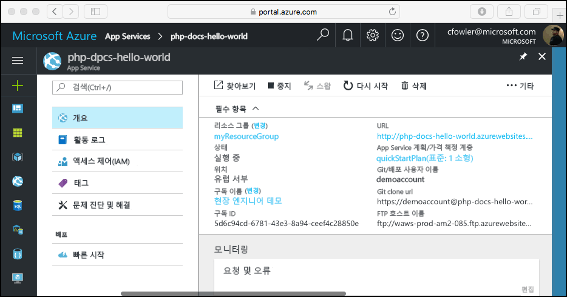 portal.azure.com
Microsoft Azure App Services > php-docs-hello-world
cfowler@microsoft.com
MICROSOFT
php-dpcs-hello-world
App Service
검색(Ctrl+/)
찾아보기 중지 스왑 다시 시작 삭제 ··· 기타
필수 항목
개요
활동 로그
액세스 제어(IAM)
태그
문제 진단 및 해결
배포
빠른 시작
리소스 그룹 (변경)
myResourceGroup
상태
실행 중
위치
유럽 서부
구독 이름 (변경)
현장 엔지니어 데모
구독 ID
5d6c94cd-6781-43e3-8a94-ceef4c28850e
URL
http://php-docs-hello-world.azurewebsites,...
App Service 계획/가격 책정 계층
quickStartPlan(표준: 1 소형)
Git/배포 사용자 이름
demoaccount
Git clone url
https://demoaccount@php-docs-hello-wor...
FTP 호스트 이름
ftp://waws-prod-am2-085.ftp.azurewebsite...
모니터링
요청 및 오류
편집